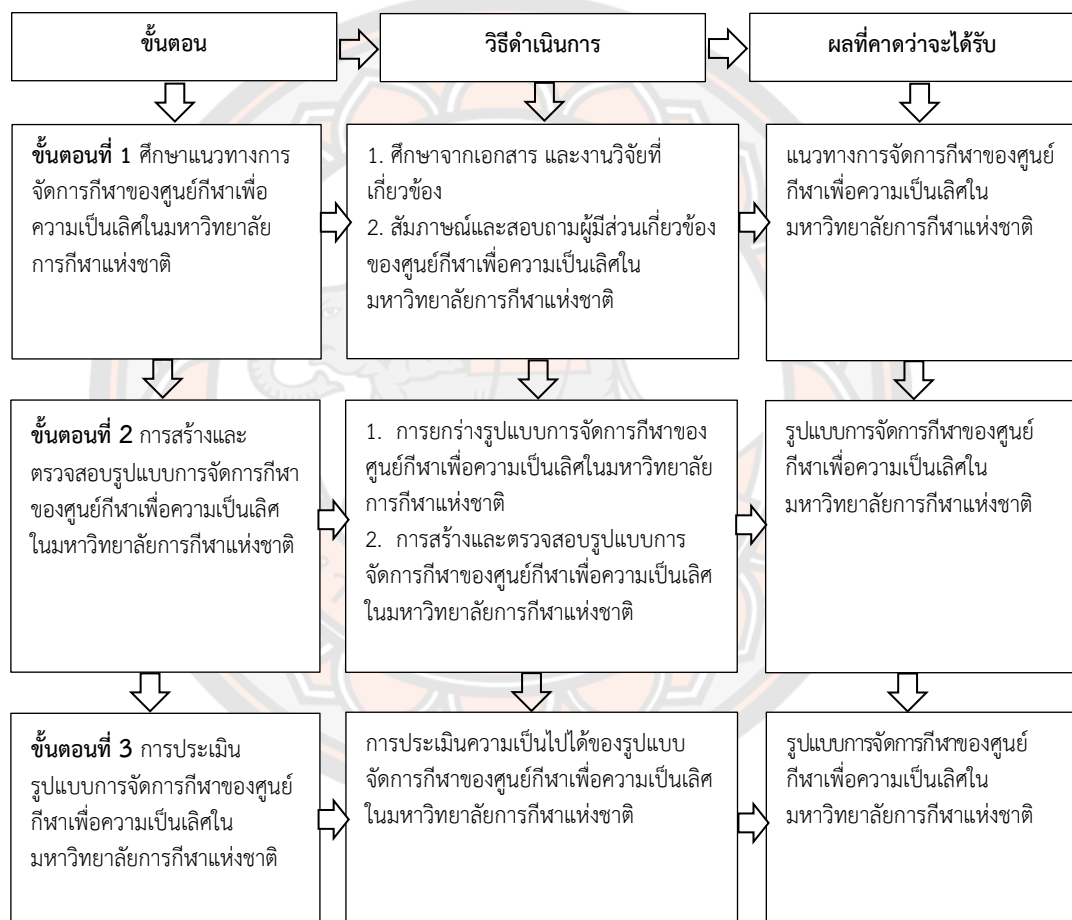 ขั้นตอน
วิธีดำเนินการ
ผลที่คาดว่าจะได้รับ
ขั้นตอนที่ 1 ศึกษาแนวทางการ
จัดการกีฬาของศูนย์กีฬาเพื่อ
ความเป็นเลิศในมหาวิทยาลัย
การกีฬาแห่งชาติ
1. ศึกษาจากเอกสาร และงานวิจัยที่
เกี่ยวข้อง
2. สัมภาษณ์และสอบถามผู้มีส่วนเกี่ยวข้อง
ของศูนย์กีฬาเพื่อความเป็นเลิศใน
มหาวิทยาลัยการกีฬาแห่งชาติ
แนวทางการจัดการกีฬาของศูนย์
กีฬาเพื่อความเป็นเลิศใน
มหาวิทยาลัยการกีฬาแห่งชาติ
ขั้นตอนที่ 2 การสร้างและ
ตรวจสอบรูปแบบการจัดการกีฬา
ของศูนย์กีฬาเพื่อความเป็นเลิศ
ในมหาวิทยาลัยการกีฬาแห่งชาติ
1. การยกร่างรูปแบบการจัดการกีฬาของ
ศูนย์กีฬาเพื่อความเป็นเลิศในมหาวิทยาลัย
การกีฬาแห่งชาติ
2. การสร้างและตรวจสอบรูปแบบการ
จัดการกีฬาของศูนย์กีฬาเพื่อความเป็นเลิศ
ในมหาวิทยาลัยการกีฬาแห่งชาติ
รูปแบบการจัดการกีฬาของศูนย์
กีฬาเพื่อความเป็นเลิศใน
มหาวิทยาลัยการกีฬาแห่งชาติ
ขั้นตอนที่ 3 การประเมิน
รูปแบบการจัดการกีฬาของศูนย์
กีฬาเพื่อความเป็นเลิศใน
มหาวิทยาลัยการกีฬาแห่งชาติ
การประเมินความเป็นไปได้ของรูปแบบ
จัดการกีฬาของศูนย์กีฬาเพื่อความเป็นเลิศ
ในมหาวิทยาลัยการกีฬาแห่งชาติ
รูปแบบการจัดการกีฬาของศูนย์
กีฬาเพื่อความเป็นเลิศใน
มหาวิทยาลัยการกีฬาแห่งชาติ